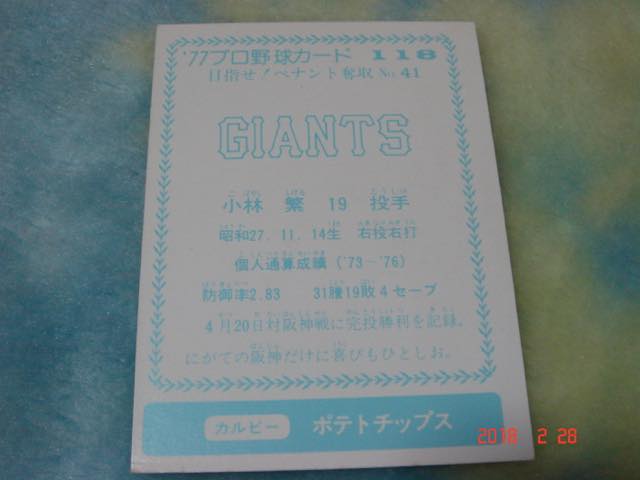 '77プロ野球カード 118
目指せ!ペナント奪取 No. 41
GIANTS
小林 繁 19 投手
昭和27.11.14生 右投右打
個人通算成績('73-'76)
防御率2.83 31勝19敗4セーブ
4月20日対阪神戦に完投勝利を記録。
にがての阪神だけに喜びもひとしお。
カルビー ポテトチップス
2018 2 28